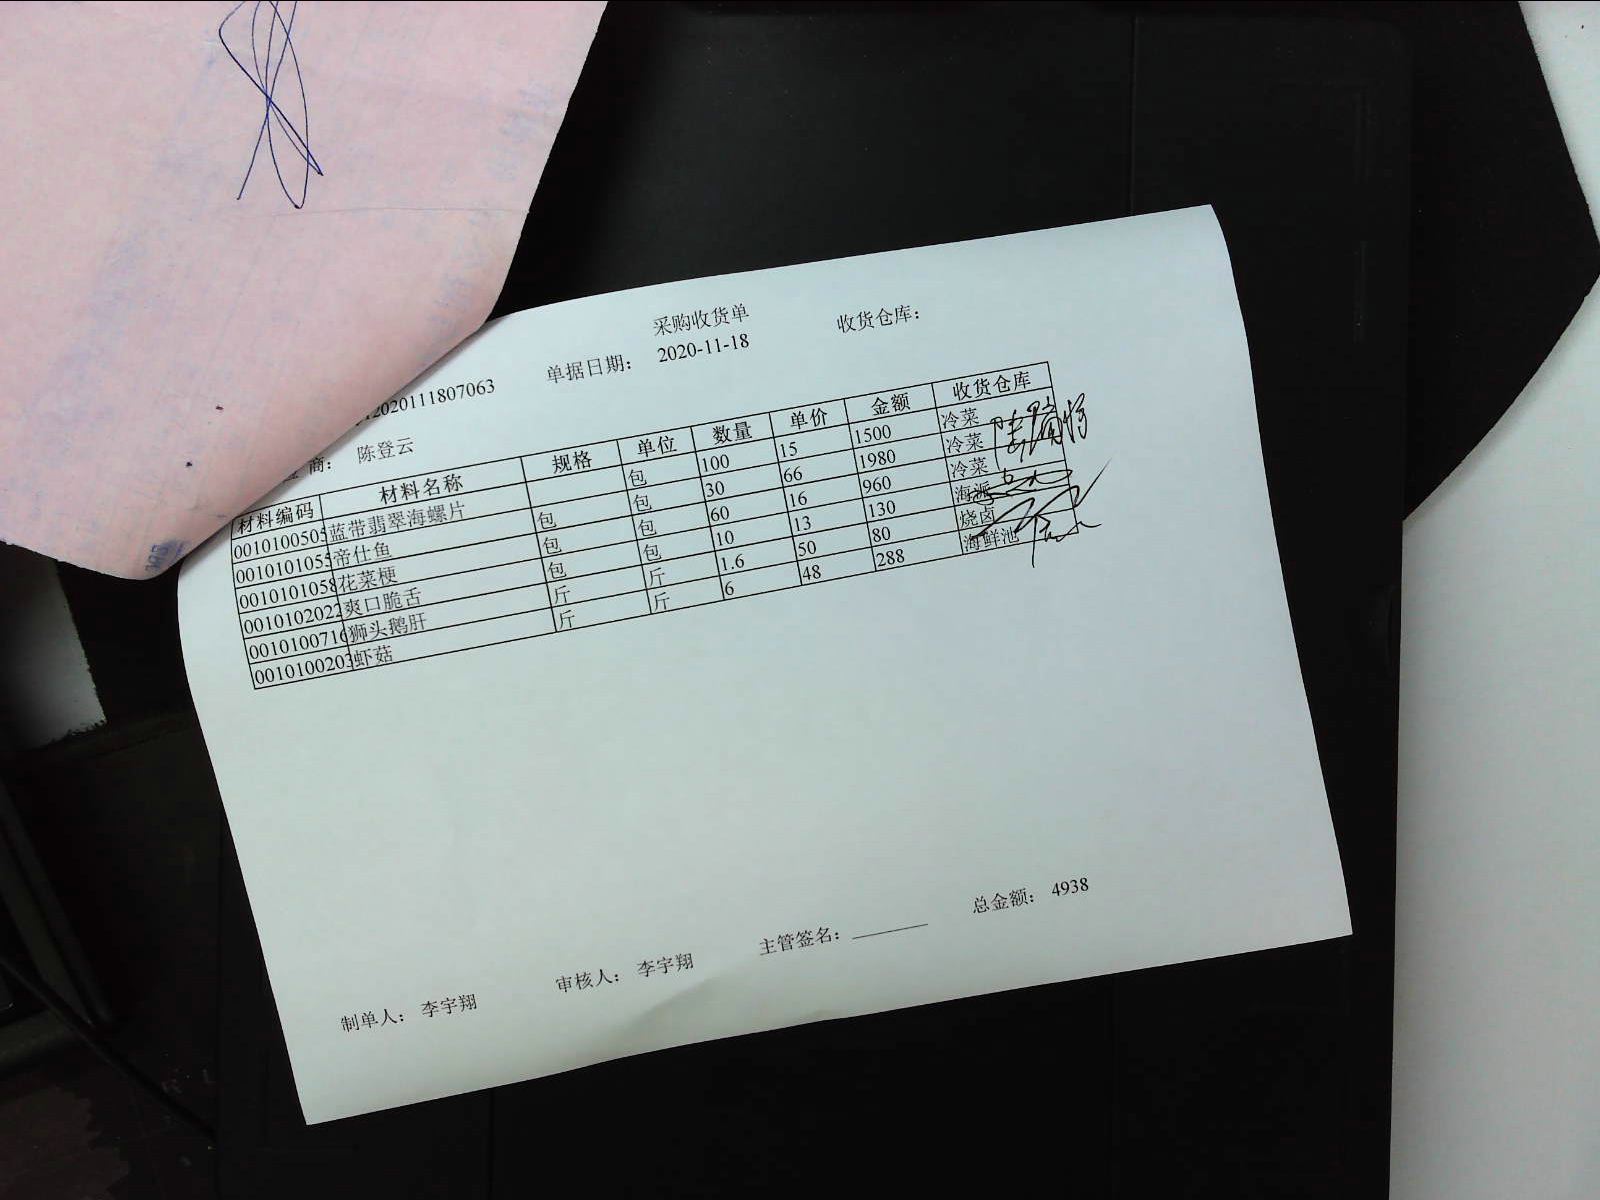 采购收货单
2020111807063 单据日期： 2020-11-18 收货仓库：
商： 陈登云
材料编码 材料名称 规格 单位 数量 单价 金额 收货仓库
0010100505 蓝带翡翠海螺片 包 100 15 1500 冷菜
0010101055 帝仕鱼 包 包 30 66 1980 冷菜
0010101058 花菜梗 包 包 60 16 960 冷菜
0010102022 爽口脆舌 包 包 10 13 130 海派
0010100716 狮头鹅肝 斤 斤 1.6 50 80 烧卤
0010100203 虾菇 斤 斤 6 48 288 海鲜池
制单人： 李宇翔 审核人： 李宇翔 主管签名： 总金额： 4938